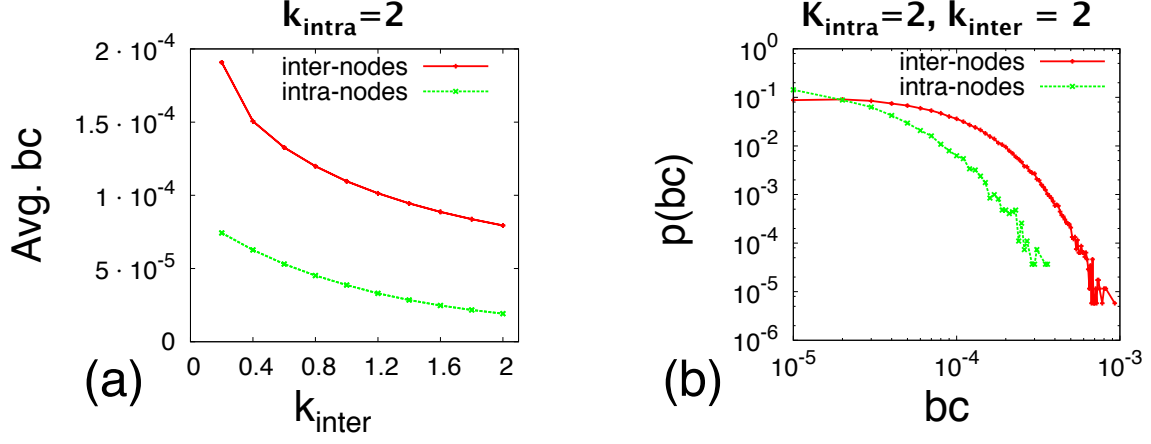 k_intra=2
inter-nodes
intra-nodes
2 · 10^-4
1.5 · 10^-4
1 · 10^-4
5 · 10^-5
0
Avg. bc
0 0.4 0.8 1.2 1.6 2
k_inter
(a)
K_intra=2, k_inter = 2
inter-nodes
intra-nodes
10^0
10^-1
10^-2
10^-3
10^-4
10^-5
10^-6
p(bc)
10^-5 10^-4 10^-3
bc
(b)